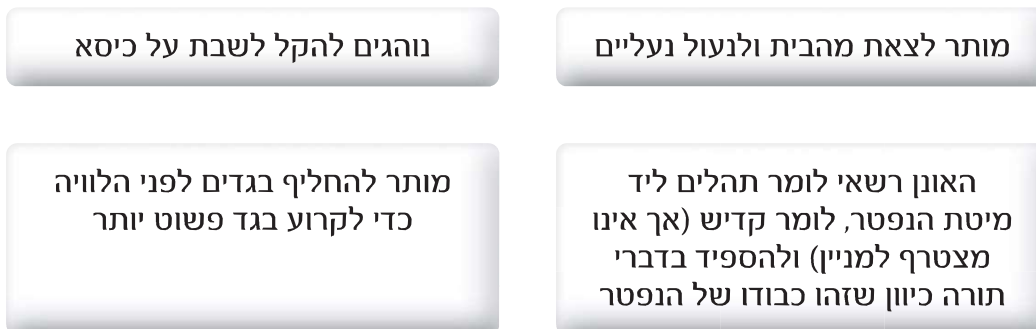 מותר לצאת מהבית ולנעול נעליים
נוהגים להקל לשבת על כיסא
האונן רשאי לומר תהלים ליד
מיטת הנפטר, לומר קדיש (אך אינו
מצטרף למניין) ולהספיד בדברי
תורה כיוון שזהו כבודו של הנפטר
מותר להחליף בגדים לפני הלוויה
כדי לקרוע בגד פשוט יותר